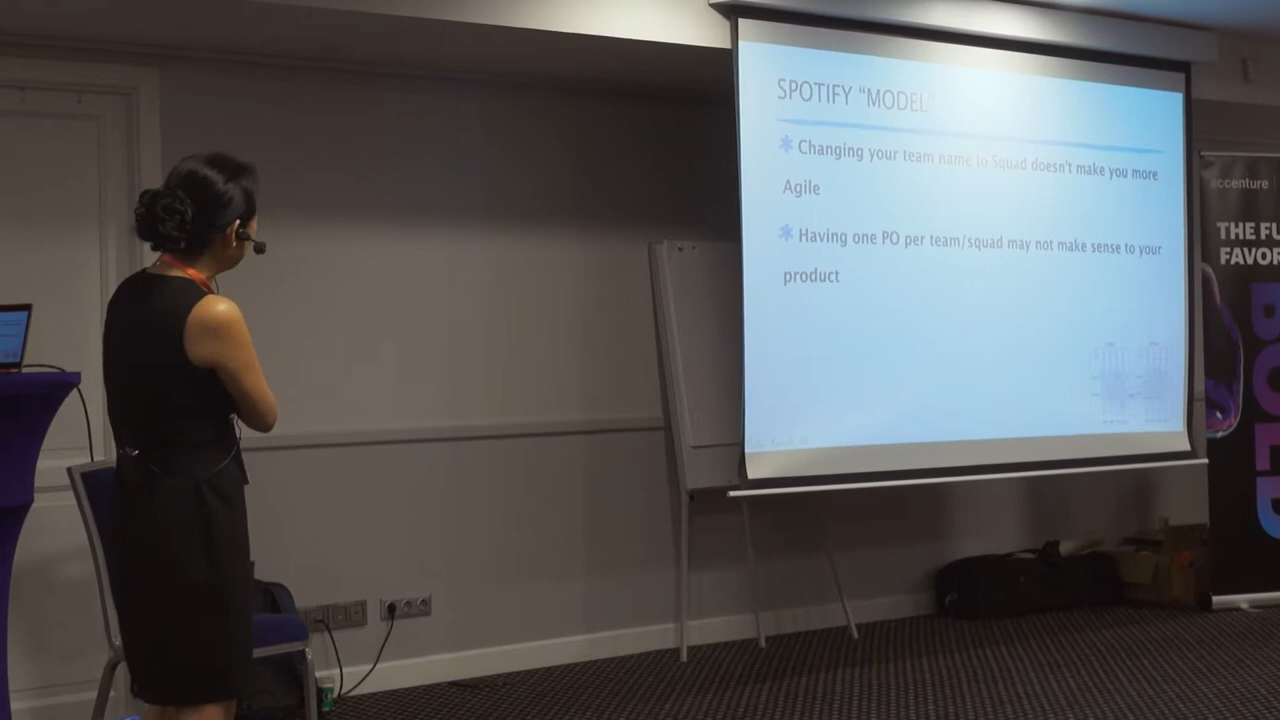 SPOTIFY “MODEL”
* Changing your team name to Squad doesn't make you more
Agile
* Having one PO per team/squad may not make sense to your
product
accenture
THE FU
FAVOR
BOLD